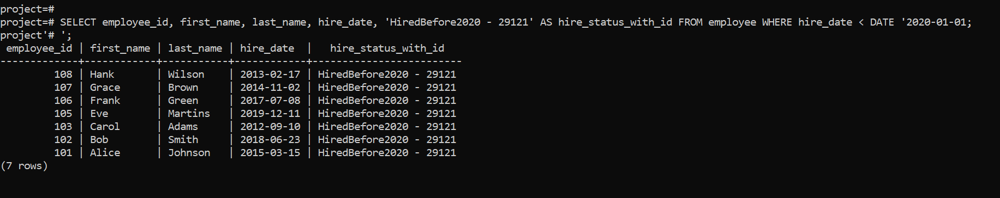 project=#
project=# SELECT employee_id, first_name, last_name, hire_date, 'HiredBefore2020 - 29121' AS hire_status_with_id FROM employee WHERE hire_date < DATE '2020-01-01;
project'# ';
 employee_id | first_name | last_name | hire_date  |   hire_status_with_id
-------------+------------+-----------+------------+-------------------------
         108 | Hank       | Wilson    | 2013-02-17 | HiredBefore2020 - 29121
         107 | Grace      | Brown     | 2014-11-02 | HiredBefore2020 - 29121
         106 | Frank      | Green     | 2017-07-08 | HiredBefore2020 - 29121
         105 | Eve        | Martins   | 2019-12-11 | HiredBefore2020 - 29121
         103 | Carol      | Adams     | 2012-09-10 | HiredBefore2020 - 29121
         102 | Bob        | Smith     | 2018-06-23 | HiredBefore2020 - 29121
         101 | Alice      | Johnson   | 2015-03-15 | HiredBefore2020 - 29121
(7 rows)